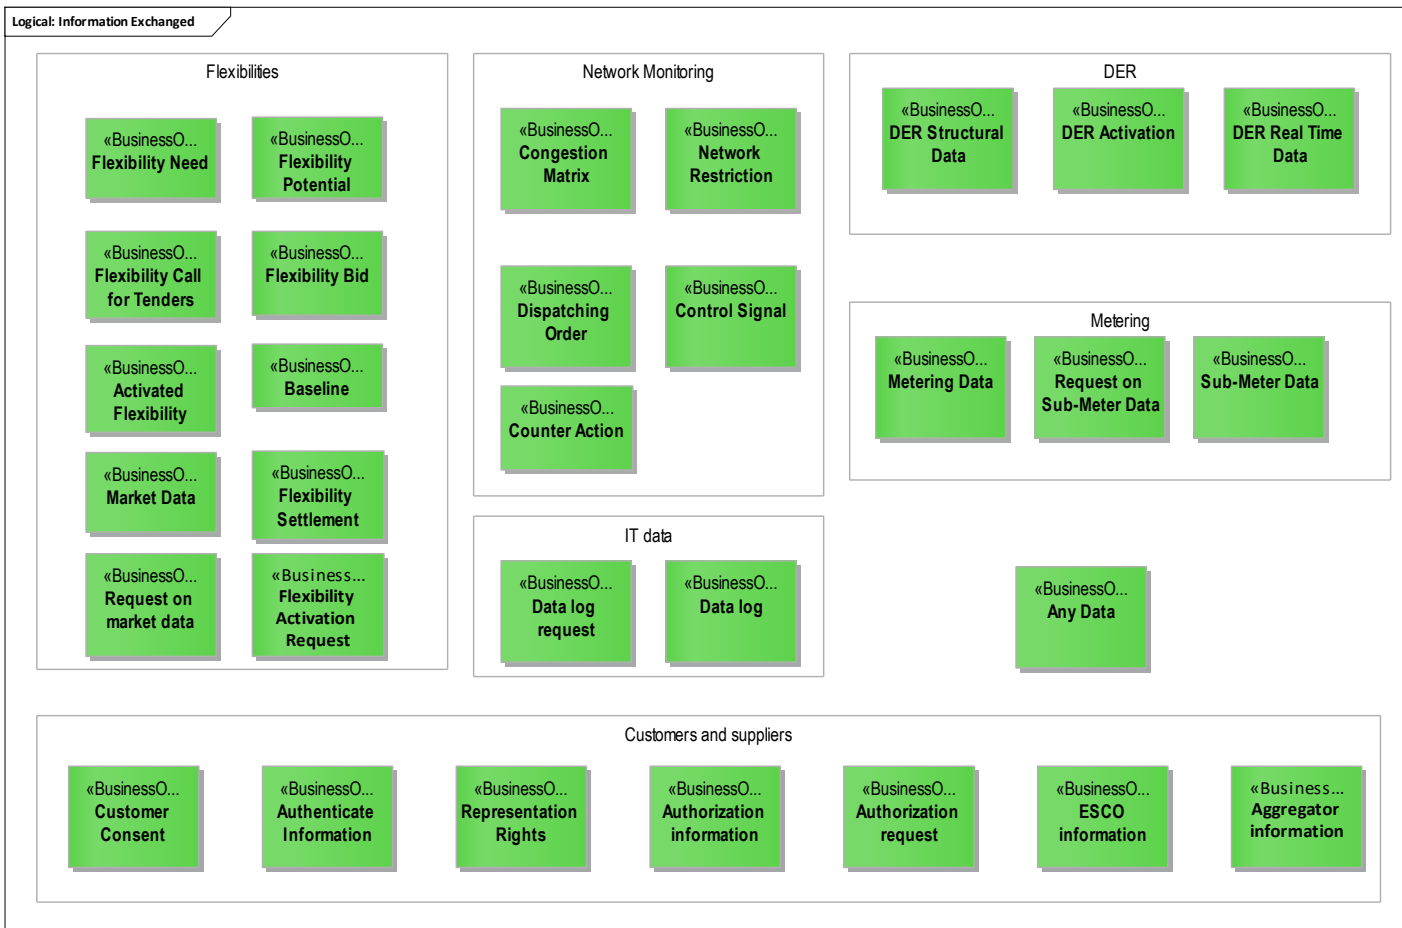 Logical: Information Exchanged
Flexibilities
«BusinessO...
Flexibility Need
«BusinessO...
Flexibility
Potential
«BusinessO...
Flexibility Call
for Tenders
«BusinessO...
Flexibility Bid
«BusinessO...
Activated
Flexibility
«BusinessO...
Baseline
«BusinessO...
Market Data
«BusinessO...
Flexibility
Settlement
«BusinessO...
Request on
market data
«Business...
Flexibility
Activation
Request
Network Monitoring
«BusinessO...
Congestion
Matrix
«BusinessO...
Network
Restriction
«BusinessO...
Dispatching
Order
«BusinessO...
Control Signal
«BusinessO...
Counter Action
IT data
«BusinessO...
Data log
request
«BusinessO...
Data log
DER
«BusinessO...
DER Structural
Data
«BusinessO...
DER Activation
«BusinessO...
DER Real Time
Data
Metering
«BusinessO...
Metering Data
«BusinessO...
Request on
Sub-Meter Data
«BusinessO...
Sub-Meter Data
«BusinessO...
Any Data
Customers and suppliers
«BusinessO...
Customer
Consent
«BusinessO...
Authenticate
Information
«BusinessO...
Representation
Rights
«BusinessO...
Authorization
information
«BusinessO...
Authorization
request
«BusinessO...
ESCO
information
«Business...
Aggregator
information